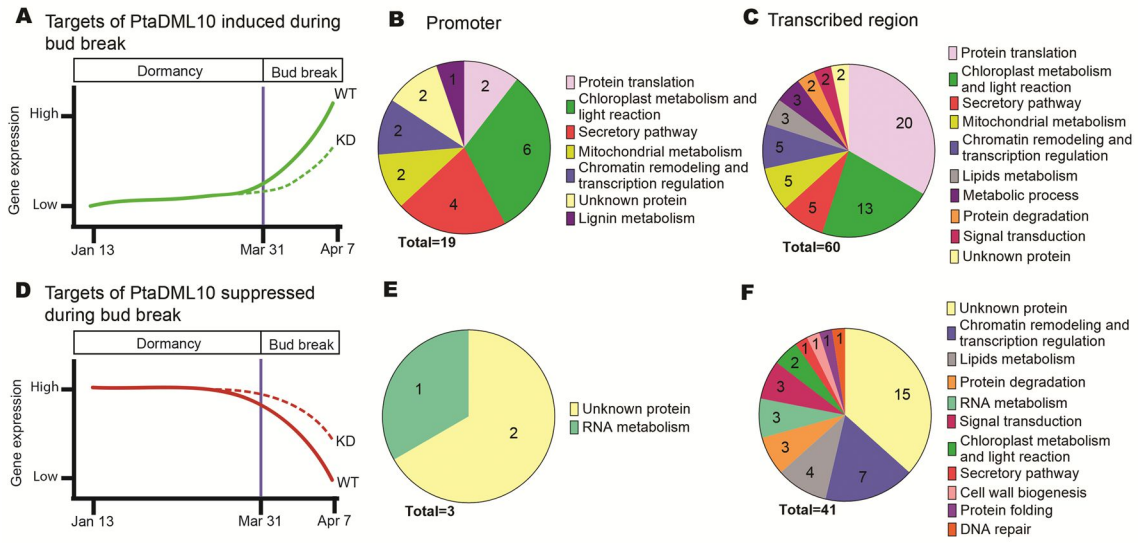 A Targets of PtaDML10 induced during
bud break
Dormancy Bud break
WT
High
KD
Gene expression
Low
Jan 13 Mar 31 Apr 7
B Promoter
1 2
2
2 6
2
4
Total=19
Protein translation
Chloroplast metabolism and
light reaction
Secretory pathway
Mitochondrial metabolism
Chromatin remodeling and
transcription regulation
Unknown protein
Lignin metabolism
C Transcribed region
2 2 2
3
3 20
5
5
5 13
Total=60
Protein translation
Chloroplast metabolism
and light reaction
Secretory pathway
Mitochondrial metabolism
Chromatin remodeling and
transcription regulation
Lipids metabolism
Metabolic process
Protein degradation
Signal transduction
Unknown protein
D Targets of PtaDML10 suppressed
during bud break
Dormancy Bud break
High
KD
Gene expression
Low
WT
Jan 13 Mar 31 Apr 7
E
1
2
Total=3
Unknown protein
RNA metabolism
F
1 1 1 1
2
3 15
3
3
4 7
Total=41
Unknown protein
Chromatin remodeling and
transcription regulation
Lipids metabolism
Protein degradation
RNA metabolism
Signal transduction
Chloroplast metabolism
and light reaction
Secretory pathway
Cell wall biogenesis
Protein folding
DNA repair